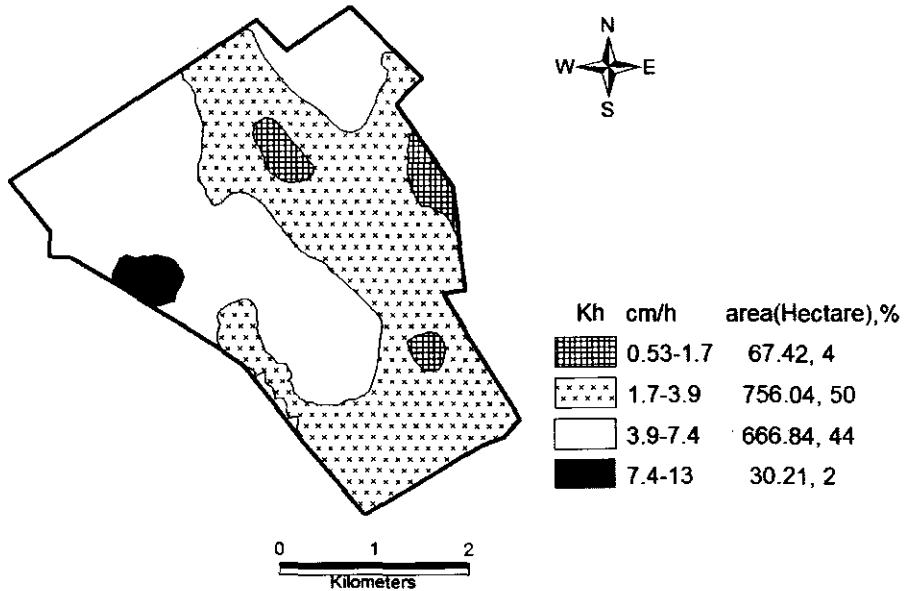 N
W E
S
Kh cm/h area(Hectare),%
0.53-1.7 67.42, 4
1.7-3.9 756.04, 50
3.9-7.4 666.84, 44
7.4-13 30.21, 2
0 1 2
Kilometers